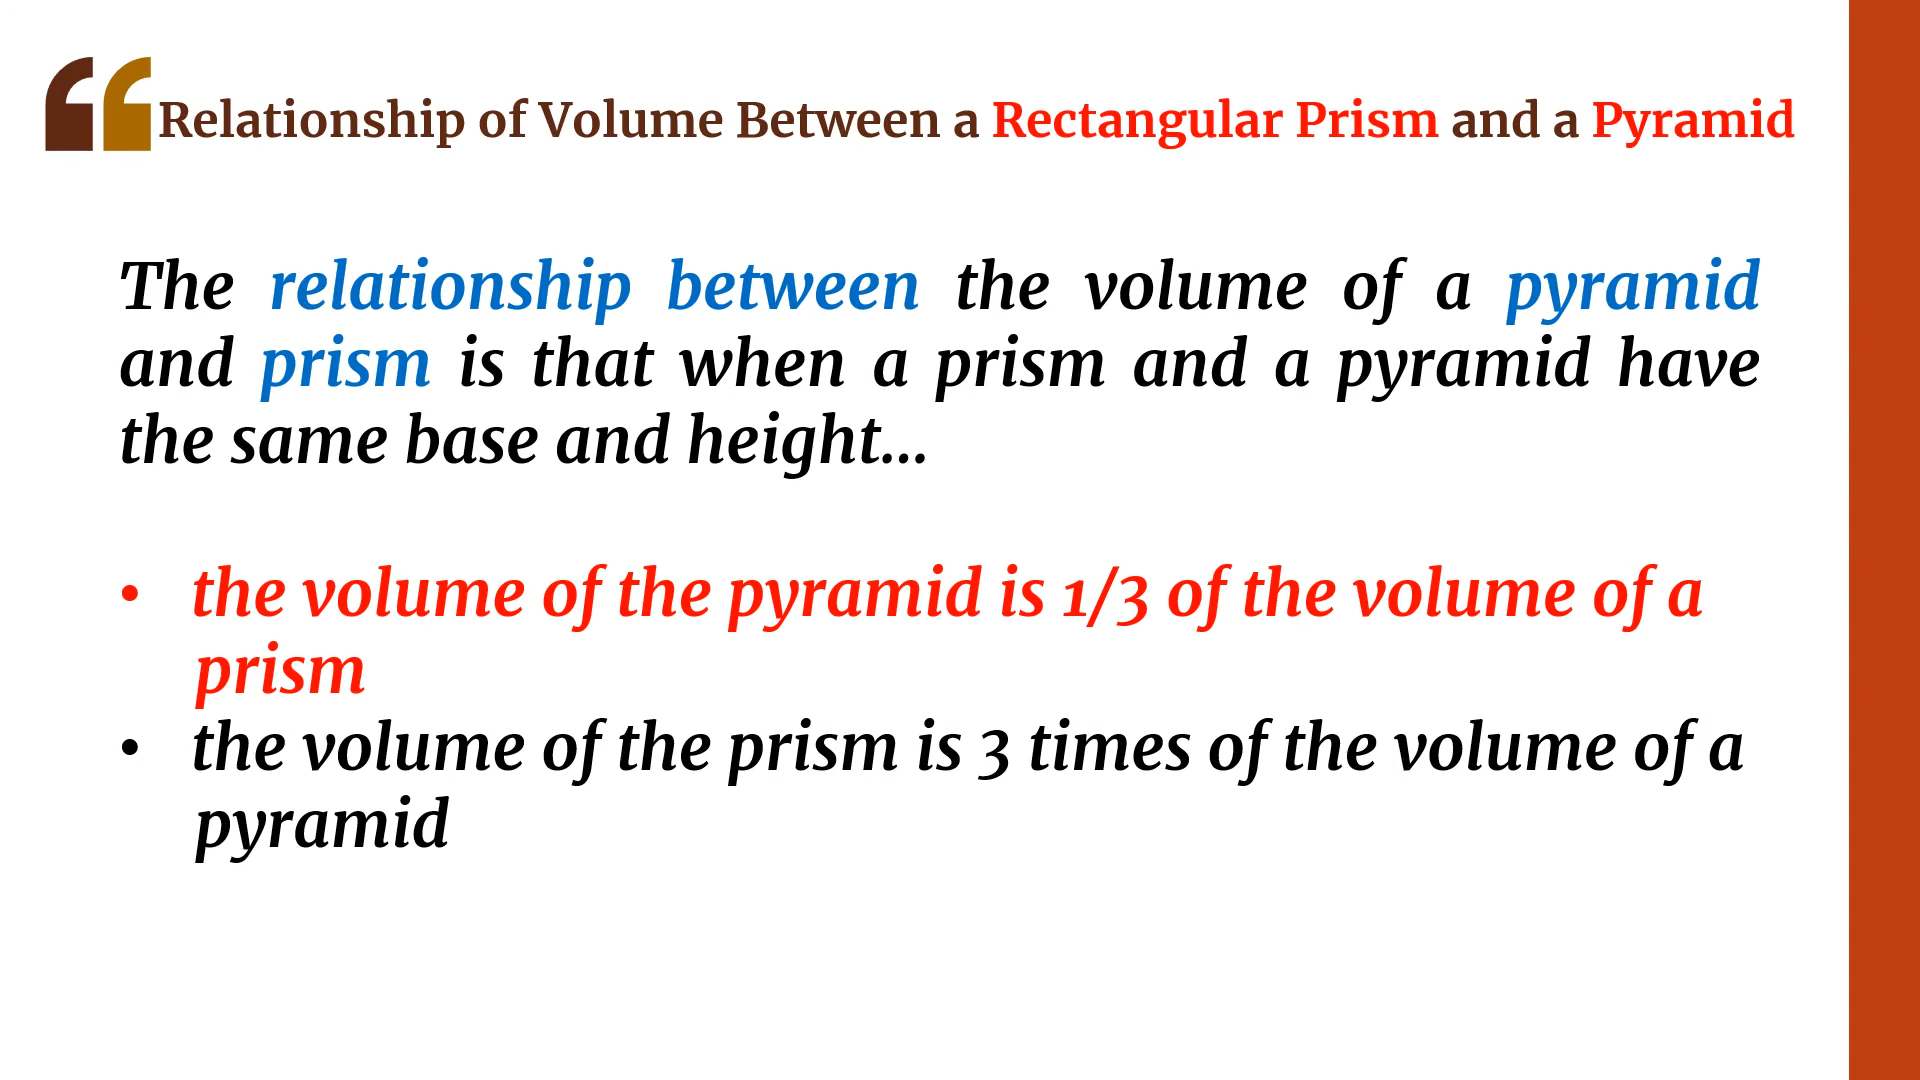 Relationship of Volume Between a Rectangular Prism and a Pyramid
The relationship between the volume of a pyramid
and prism is that when a prism and a pyramid have
the same base and height...
• the volume of the pyramid is 1/3 of the volume of a
prism
• the volume of the prism is 3 times of the volume of a
pyramid